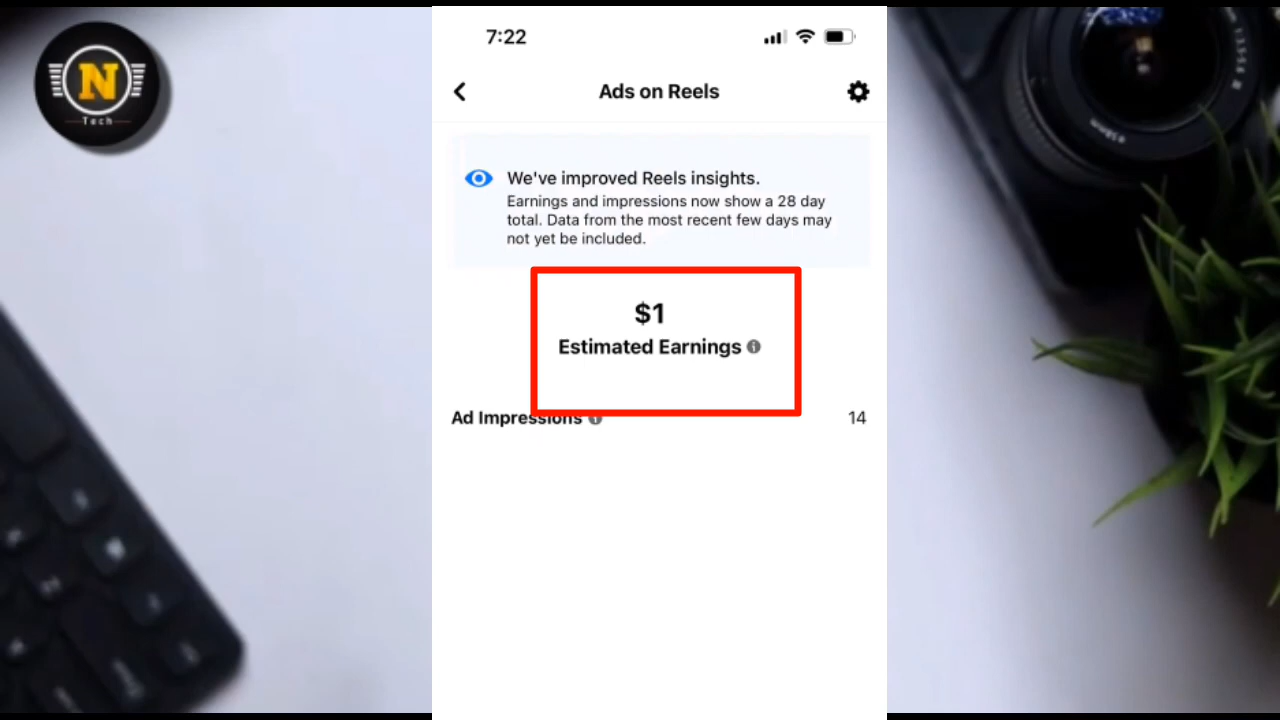 N
Tech
7:22
Ads on Reels
We've improved Reels insights.
Earnings and impressions now show a 28 day
total. Data from the most recent few days may
not yet be included.
$1
Estimated Earnings
Ad Impressions
14